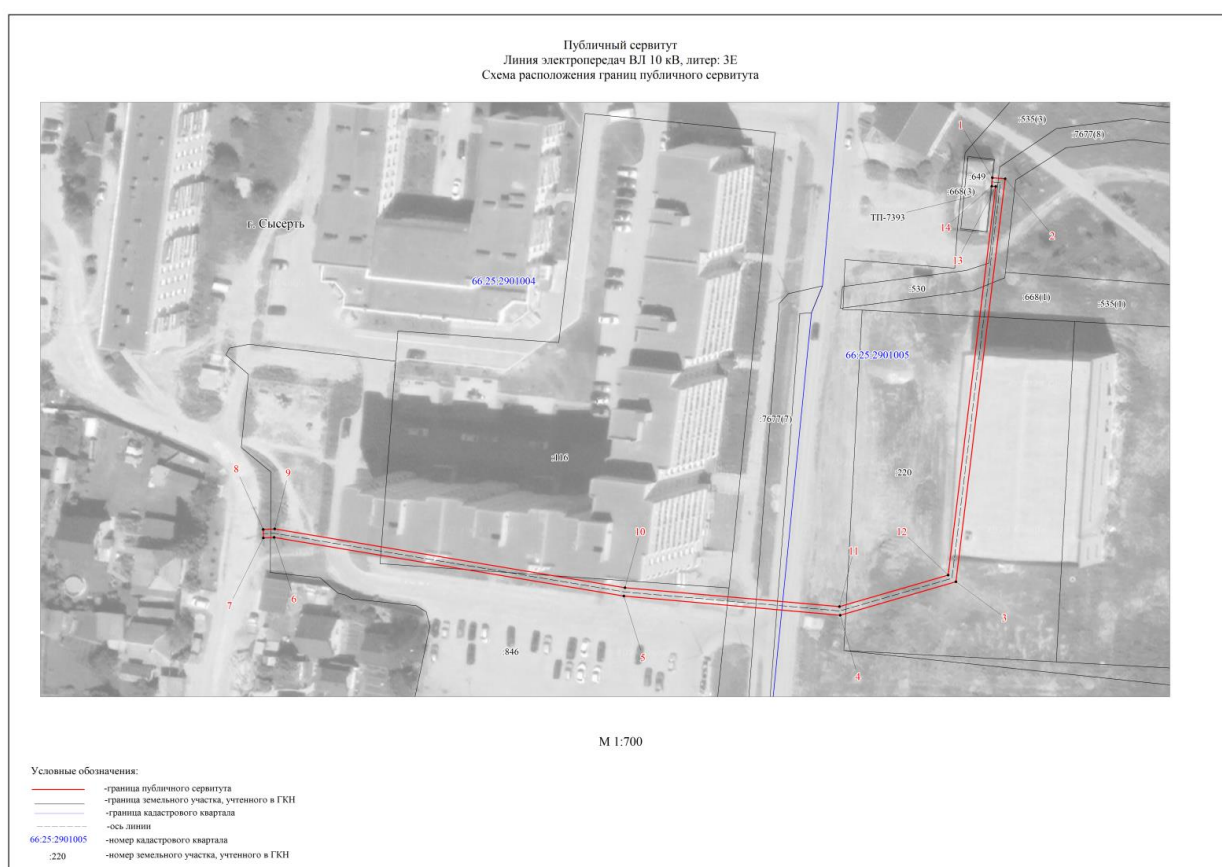 Публичный сервитут
Линия электропередач ВЛ 10 кВ, литер: 3Е
Схема расположения границ публичного сервитута
1
:535(3)
:7677(8)
:649
:668(3)
ТП-7393
14
2
13
г. Сысерть
66:25:2901004
:530
:668(1)
:535(1)
66:25:2901005
:7677(7)
:116
:220
8
9
10
11
12
7
6
5
3
:846
4
М 1:700
Условные обозначения:
-граница публичного сервитута
-граница земельного участка, учтенного в ГКН
-граница кадастрового квартала
-ось линии
66:25:2901005 -номер кадастрового квартала
:220 -номер земельного участка, учтенного в ГКН